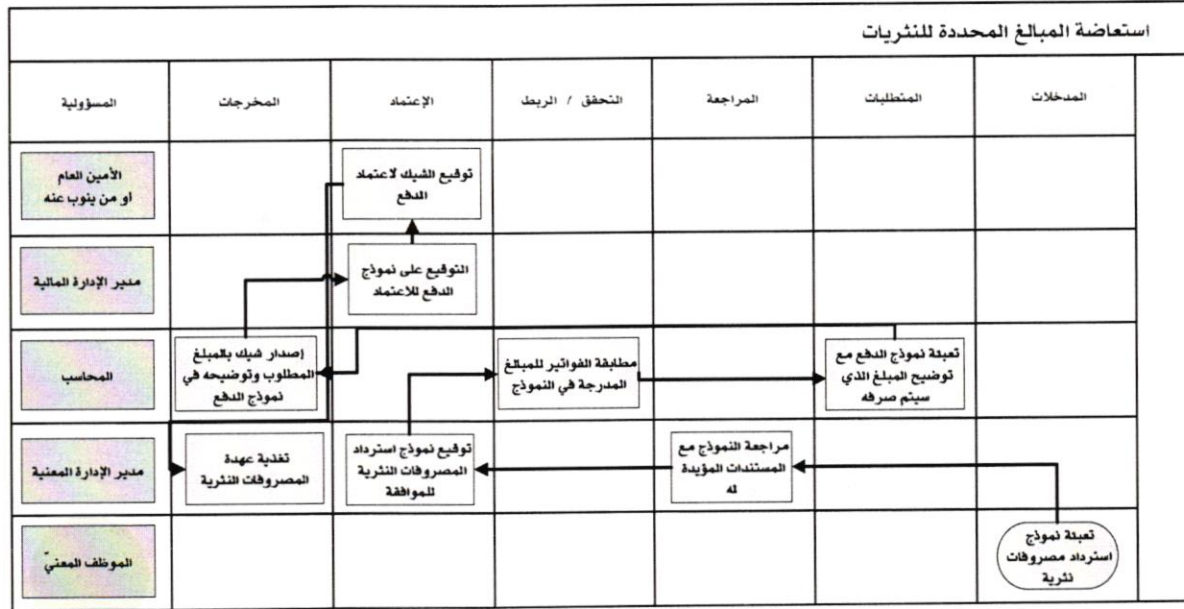 استعاضة المبالغ المحددة للنثريات
المدخلات
المتطلبات
المراجعة
التحقق / الربط
الإعتماد
المخرجات
المسؤولية
توقيع الشيك لاعتماد
الدفع
الأمين العام
او من ينوب عنه
التوقيع على نموذج
الدفع للاعتماد
مدير الإدارة المالية
تعبئة نموذج الدفع مع
توضيح المبلغ الذي
سيتم صرفه
مطابقة الفواتير للمبالغ
المدرجة في النموذج
إصدار شيك بالمبلغ
المطلوب وتوضيحه في
نموذج الدفع
المحاسب
مراجعة النموذج مع
المستندات المؤيدة
له
توقيع نموذج استرداد
المصروفات النثرية
للموافقة
تغذية عهدة
المصروفات النثرية
مدير الإدارة المعنية
تعبئة نموذج
استرداد مصروفات
نثرية
الموظف المعنيّ